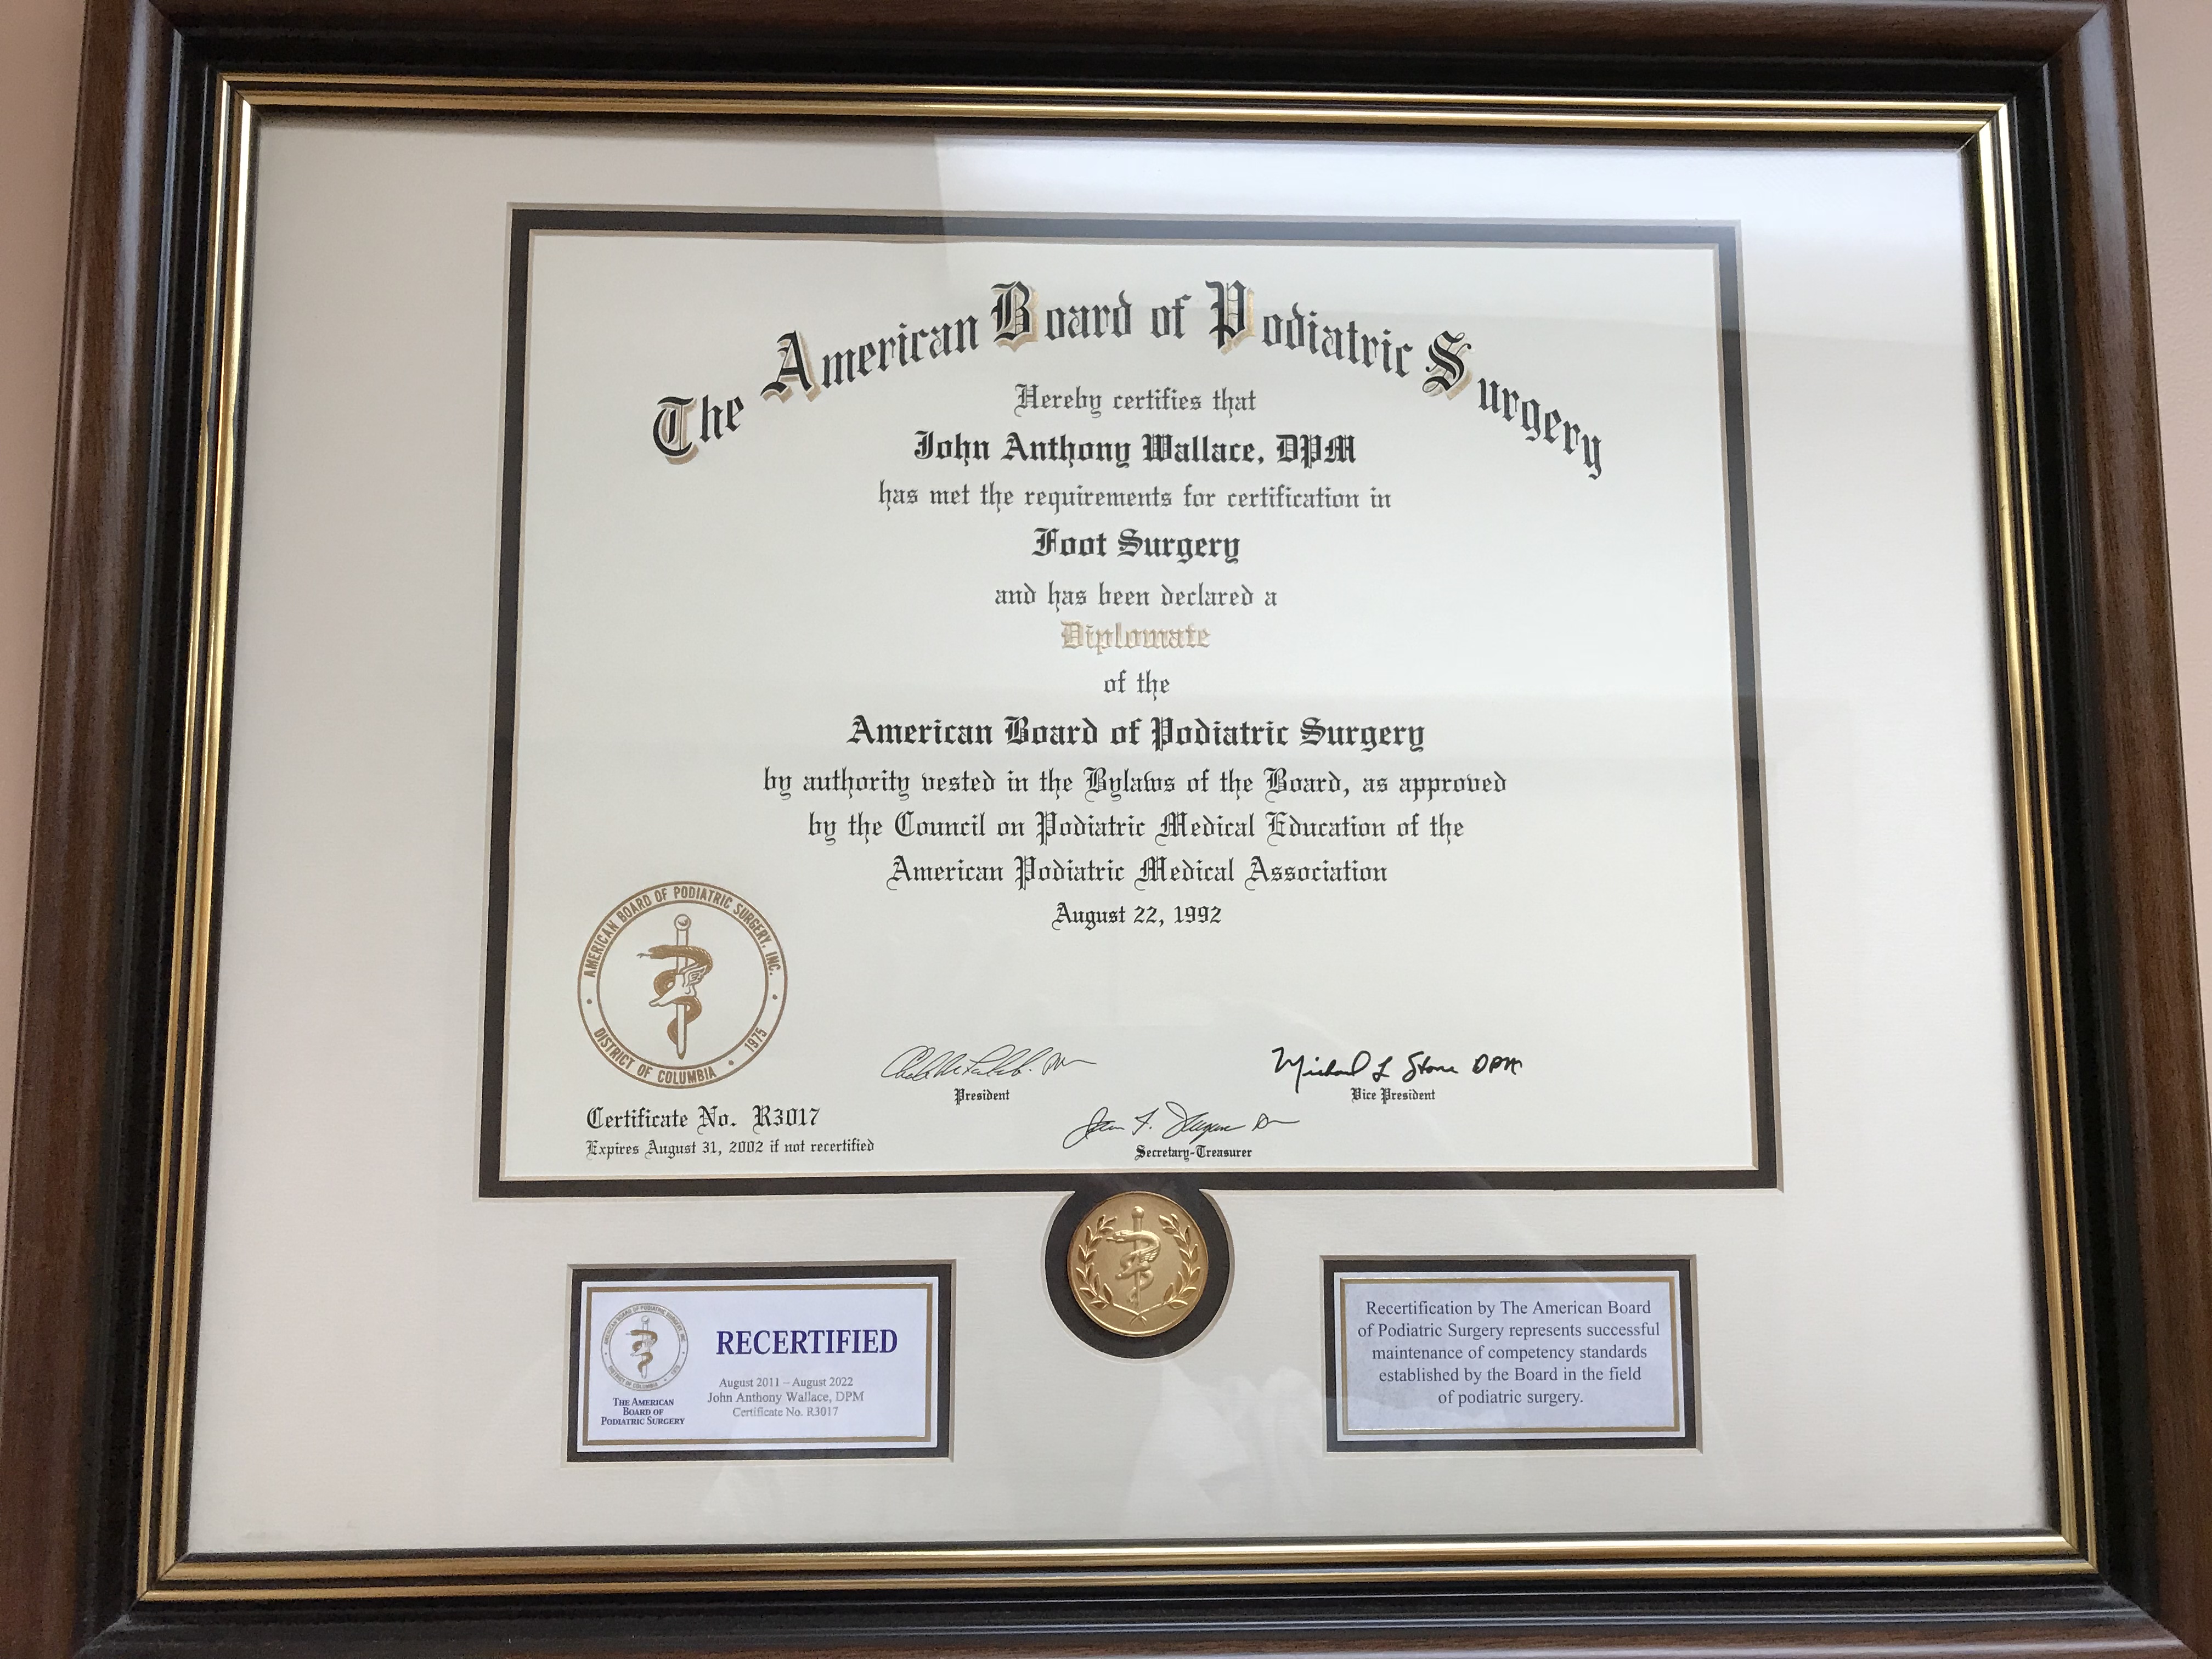 The American Board of Podiatric Surgery
Hereby certifies that
John Anthony Wallace, DPM
has met the requirements for certification in
Foot Surgery
and has been declared a
Diplomate
of the
American Board of Podiatric Surgery
by authority vested in the Bylaws of the Board, as approved
by the Council on Podiatric Medical Education of the
American Podiatric Medical Association
August 22, 1992
AMERICAN BOARD OF PODIATRIC SURGERY, INC.
DISTRICT OF COLUMBIA • 1975
President
Michael L Stone DPM
Vice President
Secretary-Treasurer
Certificate No. R3017
Expires August 31, 2002 if not recertified
AMERICAN BOARD OF PODIATRIC SURGERY, INC.
DISTRICT OF COLUMBIA • 1975
THE AMERICAN
BOARD OF
PODIATRIC SURGERY
RECERTIFIED
August 2011 – August 2022
John Anthony Wallace, DPM
Certificate No. R3017
Recertification by The American Board
of Podiatric Surgery represents successful
maintenance of competency standards
established by the Board in the field
of podiatric surgery.